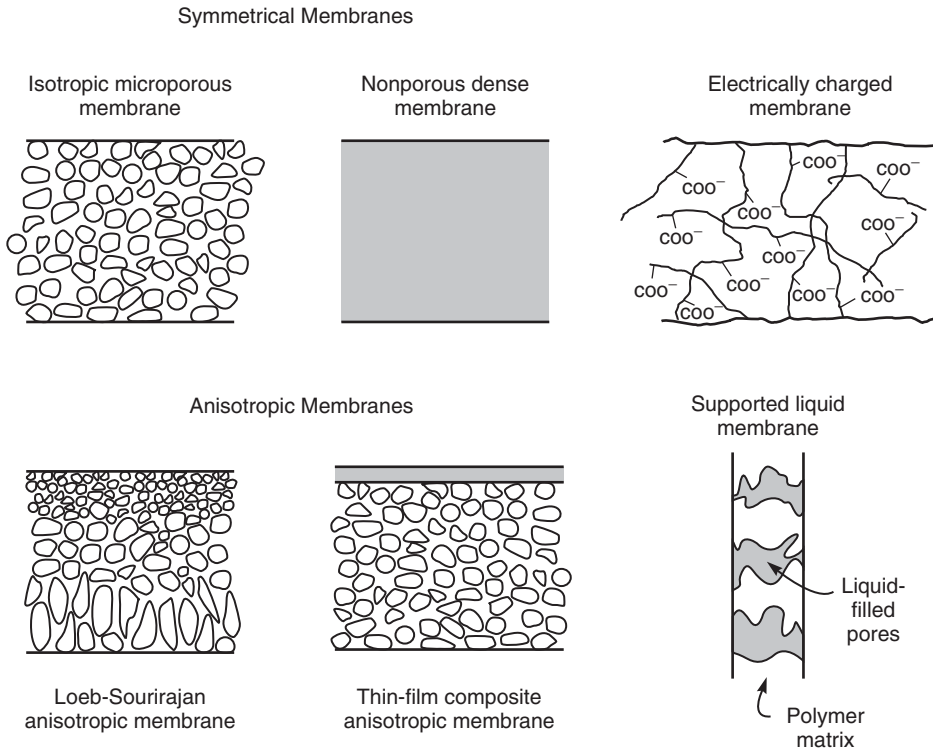 Symmetrical Membranes
Isotropic microporous
membrane
Nonporous dense
membrane
Electrically charged
membrane
COO⁻
COO⁻
COO⁻
COO⁻
COO⁻
COO⁻
COO⁻
COO⁻
COO⁻
COO⁻
COO⁻
COO⁻
Anisotropic Membranes
Supported liquid
membrane
Liquid-
filled
pores
Polymer
matrix
Loeb-Sourirajan
anisotropic membrane
Thin-film composite
anisotropic membrane